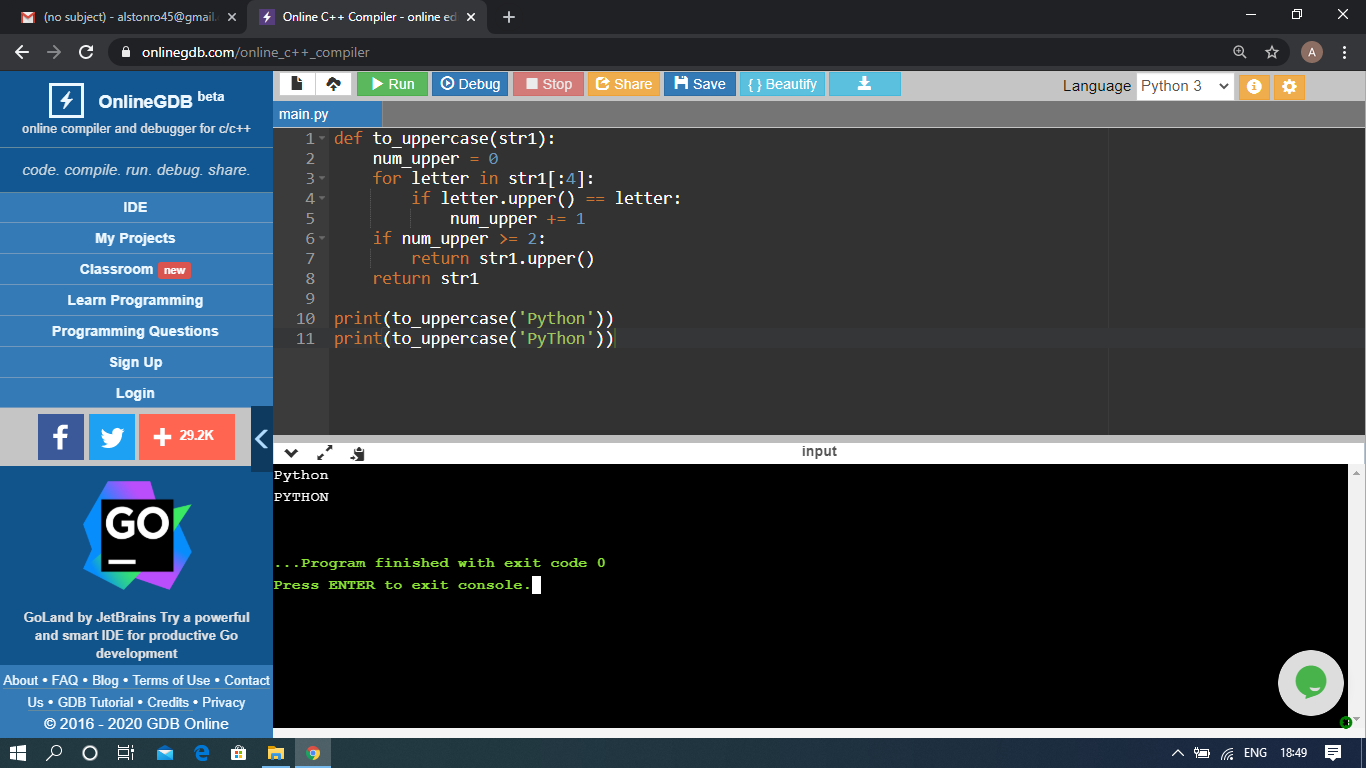 (no subject) - alstonro45@gmail.
Online C++ Compiler - online ed
onlinegdb.com/online_c++_compiler
A
OnlineGDB beta
online compiler and debugger for c/c++
code. compile. run. debug. share.
IDE
My Projects
Classroom new
Learn Programming
Programming Questions
Sign Up
Login
29.2K
GO
GoLand by JetBrains Try a powerful
and smart IDE for productive Go
development
About • FAQ • Blog • Terms of Use • Contact
Us • GDB Tutorial • Credits • Privacy
© 2016 - 2020 GDB Online
Run Debug Stop Share Save { } Beautify
Language Python 3
main.py
1 def to_uppercase(str1):
2     num_upper = 0
3     for letter in str1[:4]:
4         if letter.upper() == letter:
5             num_upper += 1
6     if num_upper >= 2:
7         return str1.upper()
8     return str1
9
10 print(to_uppercase('Python'))
11 print(to_uppercase('PyThon'))
input
Python
PYTHON
...Program finished with exit code 0
Press ENTER to exit console.
ENG 18:49